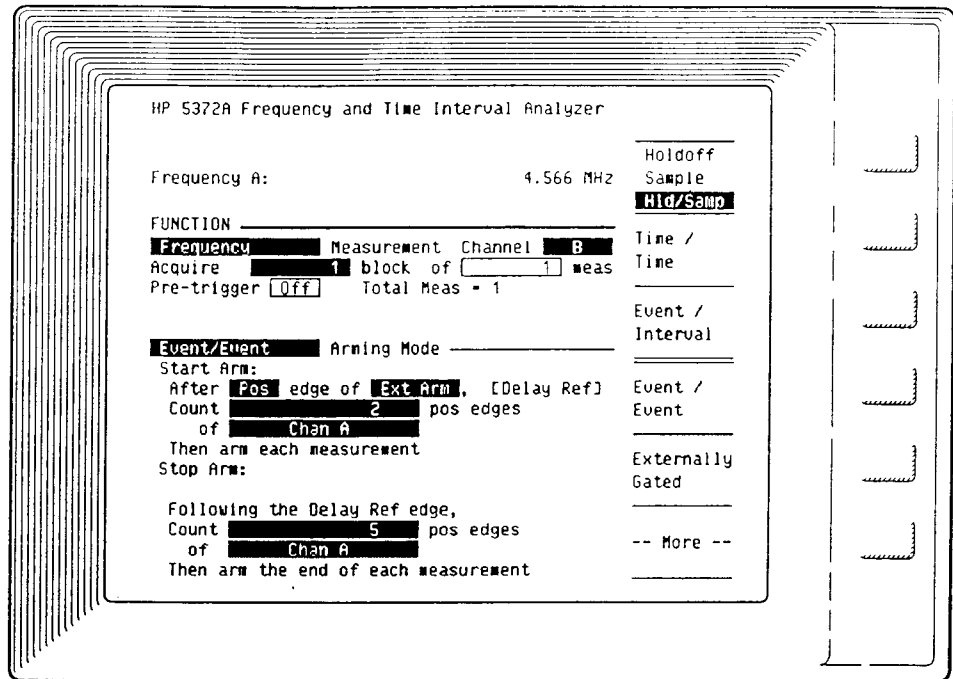 HP 5372A Frequency and Time Interval Analyzer
Frequency A: 4.566 MHz
FUNCTION
Frequency Measurement Channel B
Acquire 1 block of 1 meas
Pre-trigger Off Total Meas = 1
Event/Event Arming Mode
Start Arm:
After Pos edge of Ext Arm, [Delay Ref]
Count 2 pos edges
of Chan A
Then arm each measurement
Stop Arm:
Following the Delay Ref edge,
Count 5 pos edges
of Chan A
Then arm the end of each measurement
Holdoff
Sample
Hld/Samp
Time /
Time
Event /
Interval
Event /
Event
Externally
Gated
-- More --